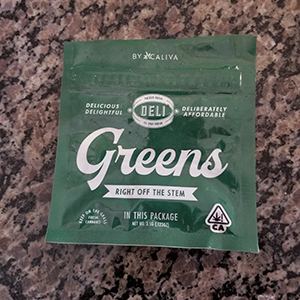 BY CALIVA
DELICIOUS
DELIGHTFUL
DELI
DELIBERATELY
AFFORDABLE
Greens
RIGHT OFF THE STEM
IN THIS PACKAGE
CA